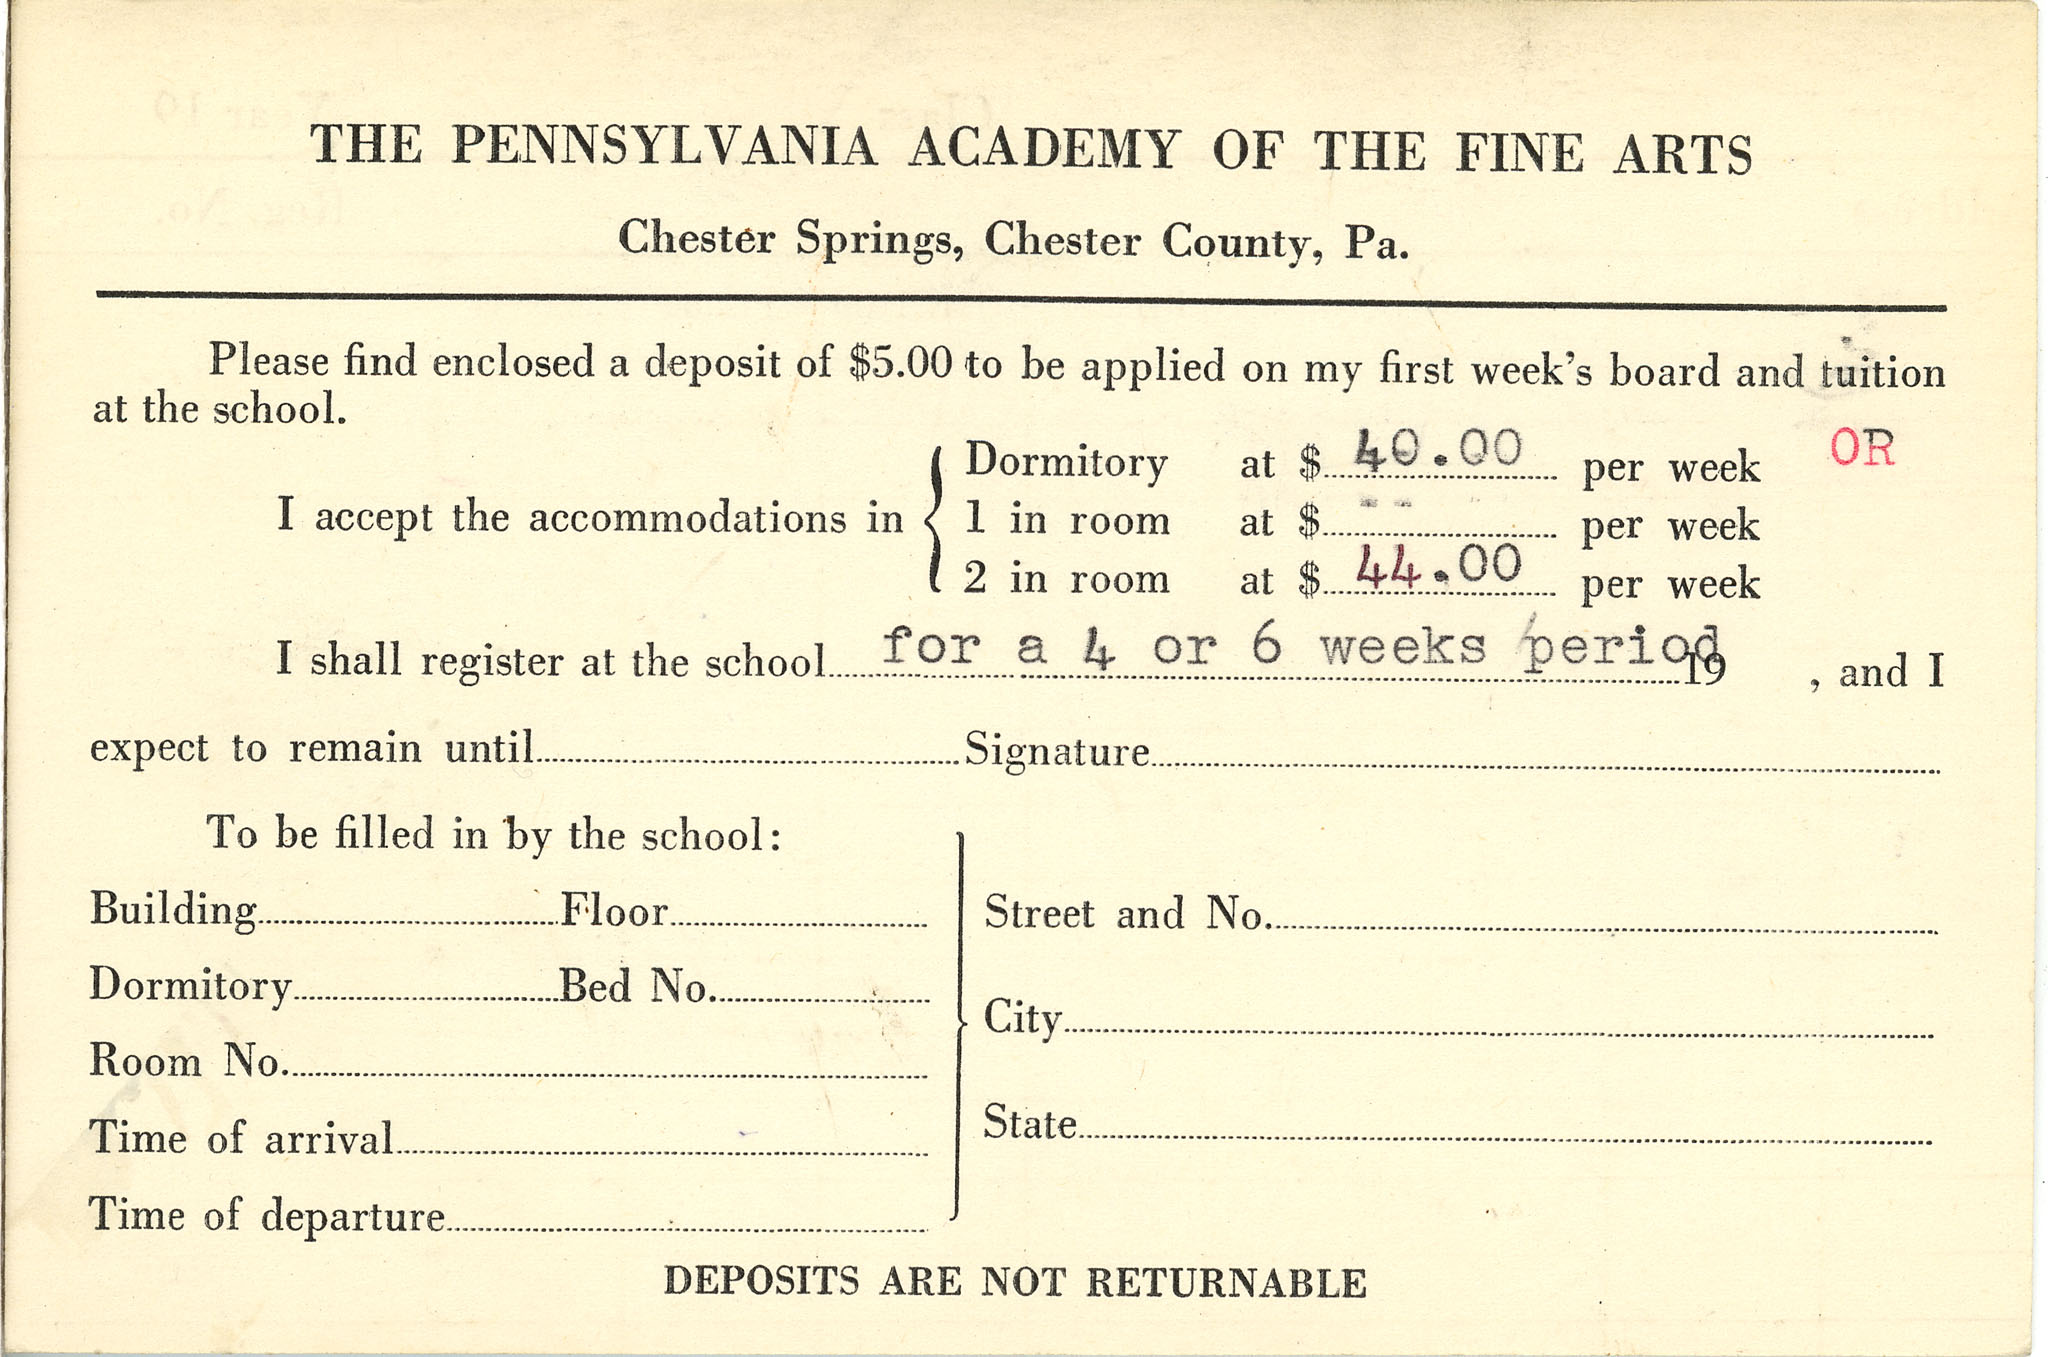 THE PENNSYLVANIA ACADEMY OF THE FINE ARTS
Chester Springs, Chester County, Pa.
Please find enclosed a deposit of $5.00 to be applied on my first week's board and tuition
at the school.
Dormitory at $ 40.00 per week OR
I accept the accommodations in { 1 in room at $ -- per week
2 in room at $ 44.00 per week
I shall register at the school for a 4 or 6 weeks period 19 , and I
expect to remain until Signature
To be filled in by the school:
Building Floor
Street and No.
Dormitory Bed No.
City
Room No.
Time of arrival
State
Time of departure
DEPOSITS ARE NOT RETURNABLE